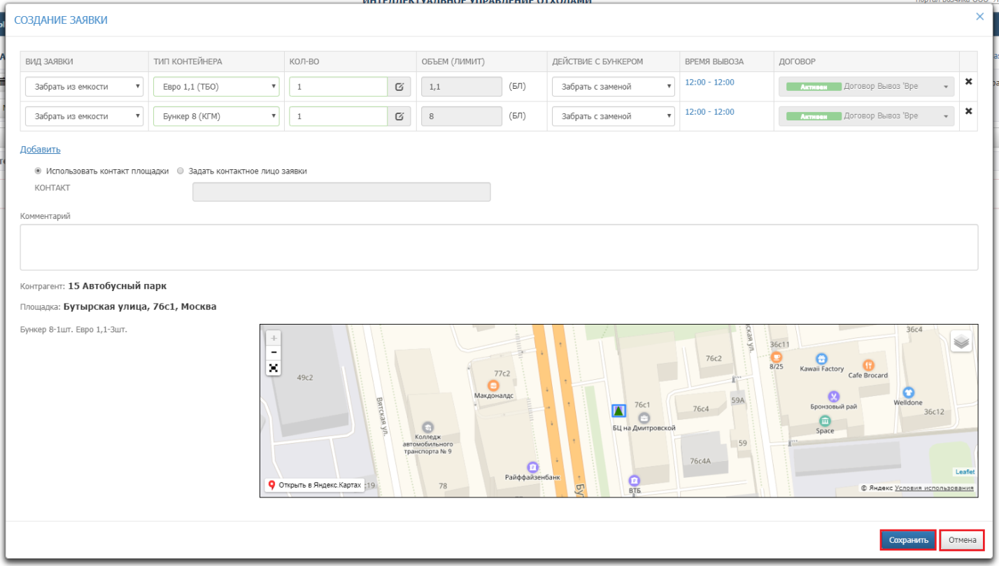 ИНТЕЛЛЕКТУАЛЬНОЕ УПРАВЛЕНИЕ ОТХОДАМИ
СОЗДАНИЕ ЗАЯВКИ
ВИД ЗАЯВКИ ТИП КОНТЕЙНЕРА КОЛ-ВО ОБЪЕМ (ЛИМИТ) ДЕЙСТВИЕ С БУНКЕРОМ ВРЕМЯ ВЫВОЗА ДОГОВОР
Забрать из емкости Евро 1,1 (ТБО) 1 1,1 (БЛ) Забрать с заменой 12:00 - 12:00 Активен Договор Вывоз 'Вре
Забрать из емкости Бункер 8 (КГМ) 1 8 (БЛ) Забрать с заменой 12:00 - 12:00 Активен Договор Вывоз 'Вре
Добавить
Использовать контакт площадки Задать контактное лицо заявки
КОНТАКТ
Комментарий
Контрагент: 15 Автобусный парк
Площадка: Бутырская улица, 76с1, Москва
Бункер 8-1шт. Евро 1,1-3шт.
36с4
36с11
8/25
Kawaii Factory
Cafe Brocard
76с2
77с2
49с2
Макдоналдс
59А
Бронзовый рай
Welldone
76с1
76с4
36с12
Вятская ул.
БЦ на Дмитровской
Space
Колледж
автомобильного
транспорта № 9
59
76с4А
Райффайзенбанк
Leaflet
Открыть в Яндекс.Картах
с19
78
Бу
ВТБ
© Яндекс Условия использования
Сохранить Отмена